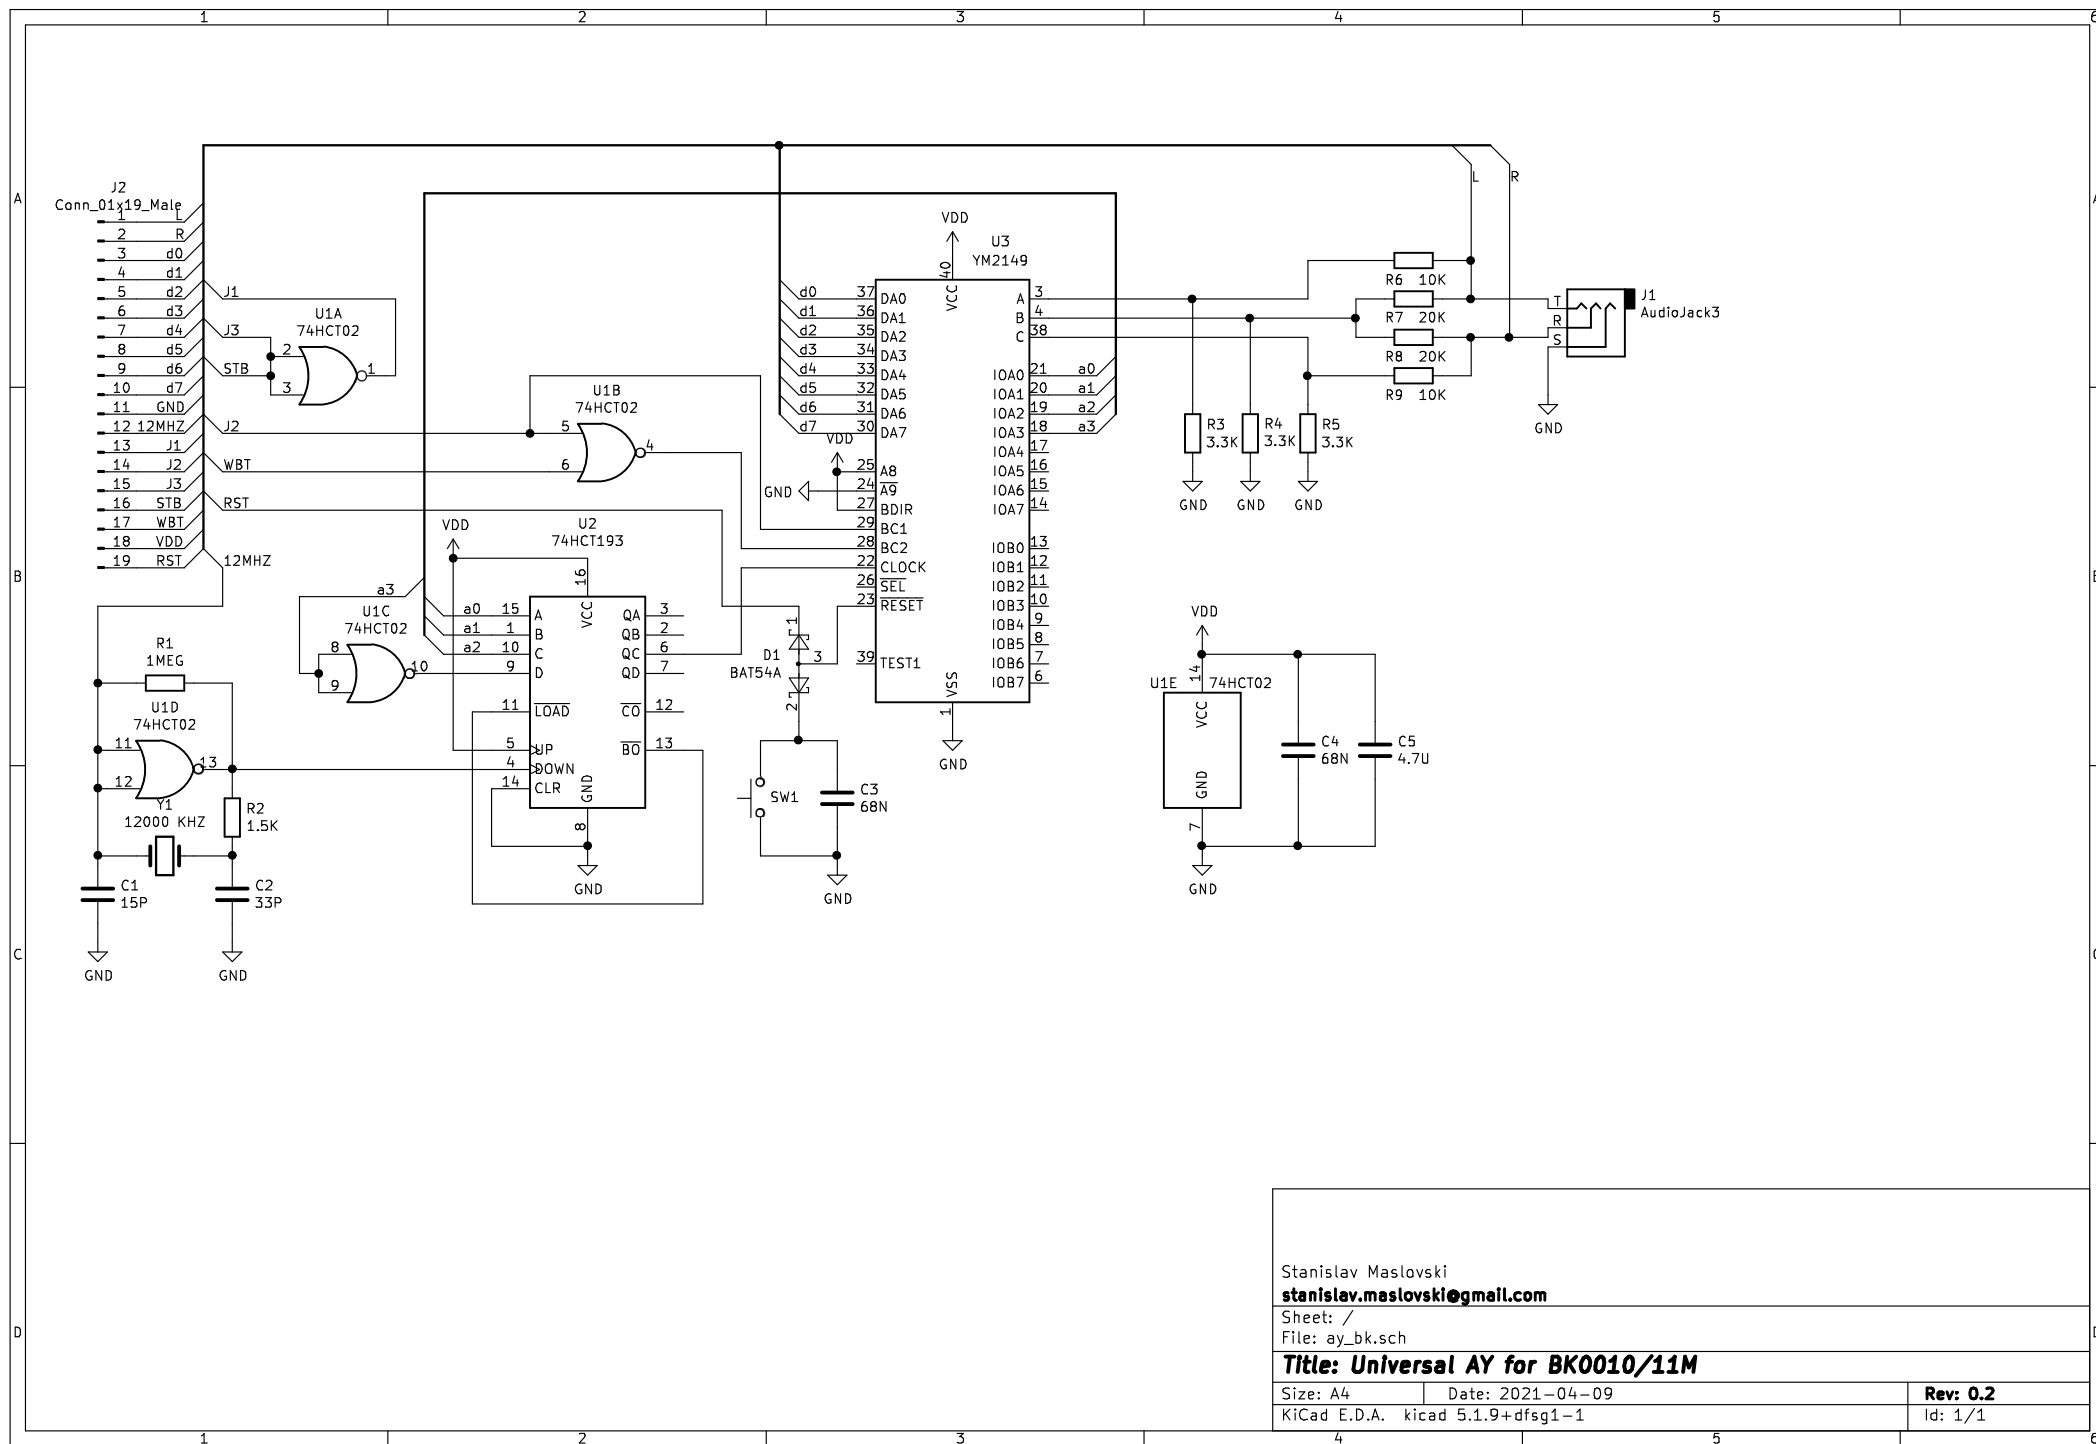 1 2 3 4 5 6
A
B
C
D
J2
Conn_01x19_Male
1 L
2 R
3 d0
4 d1
5 d2
6 d3
7 d4
8 d5
9 d6
10 d7
11 GND
12 12MHZ
13 J1
14 J2
15 J3
16 STB
17 WBT
18 VDD
19 RST
J1
J3
STB
J2
WBT
RST
12MHZ
U1A
74HCT02
2
3
1
U1B
74HCT02
5
6
4
a3
U1C
74HCT02
8
9
10
R1
1MEG
U1D
74HCT02
11
12
13
Y1
12000 KHZ
R2
1.5K
C1
15P
C2
33P
GND
GND
VDD
U2
74HCT193
16
VCC
a0 15 A
a1 1 B
a2 10 C
9 D
11 LOAD
5 UP
4 DOWN
14 CLR
QA 3
QB 2
QC 6
QD 7
CO 12
BO 13
GND
8
GND
D1
BAT54A
1
3
2
SW1
C3
68N
GND
VDD
U3
YM2149
40
VCC
d0 37 DA0
d1 36 DA1
d2 35 DA2
d3 34 DA3
d4 33 DA4
d5 32 DA5
d6 31 DA6
d7 30 DA7
VDD
25 A8
GND 24 A9
27 BDIR
29 BC1
28 BC2
22 CLOCK
26 SEL
23 RESET
39 TEST1
A 3
B 4
C 38
IOA0 21 a0
IOA1 20 a1
IOA2 19 a2
IOA3 18 a3
IOA4 17
IOA5 16
IOA6 15
IOA7 14
IOB0 13
IOB1 12
IOB2 11
IOB3 10
IOB4 9
IOB5 8
IOB6 7
IOB7 6
VSS
1
GND
R3
3.3K
R4
3.3K
R5
3.3K
GND
GND
GND
L
R
R6 10K
R7 20K
R8 20K
R9 10K
T
R
S
J1
AudioJack3
GND
VDD
14
U1E 74HCT02
VCC
GND
7
GND
C4
68N
C5
4.7U
Stanislav Maslovski
stanislav.maslovski@gmail.com
Sheet: /
File: ay_bk.sch
Title: Universal AY for BK0010/11M
Size: A4 Date: 2021-04-09 Rev: 0.2
KiCad E.D.A. kicad 5.1.9+dfsg1-1 Id: 1/1
A
B
C
D
1 2 3 4 5 6